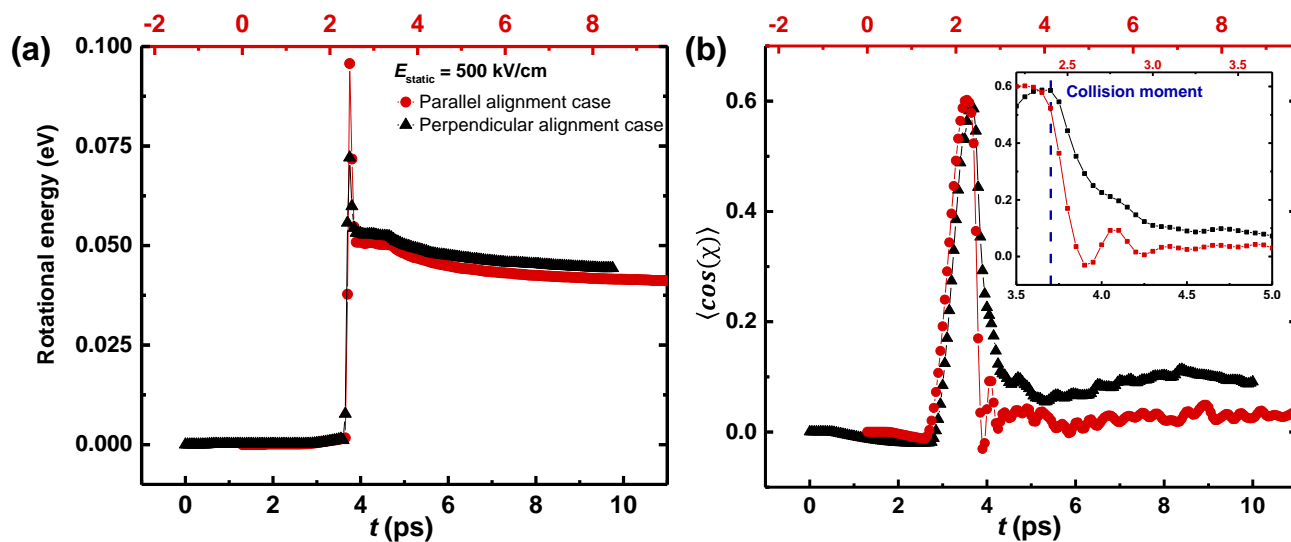 (a)
-2 0 2 4 6 8
0.100
0.075
0.050
0.025
0.000
Rotational energy (eV)
E_static = 500 kV/cm
Parallel alignment case
Perpendicular alignment case
0 2 4 6 8 10
t (ps)
(b)
-2 0 2 4 6 8
0.6
0.4
0.2
0.0
⟨cos(χ)⟩
2.5 3.0 3.5
0.6
0.4
0.2
0.0
Collision moment
3.5 4.0 4.5 5.0
0 2 4 6 8 10
t (ps)